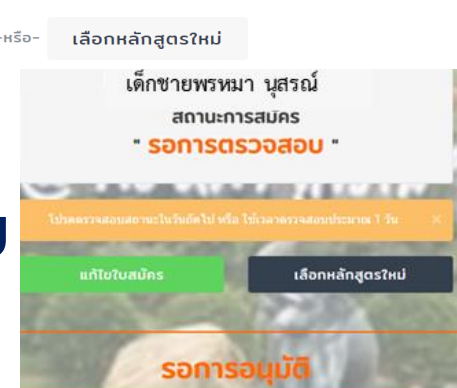 -หรือ-
เลือกหลักสูตรใหม่
เด็กชายพรหมา นุสรณ์
สถานะการสมัคร
" รอการตรวจสอบ "
โปรดตรวจสอบสถานะในวันถัดไป หรือ ใช้เวลาตรวจสอบประมาณ 1 วัน ×
แก้ไขใบสมัคร
เลือกหลักสูตรใหม่
รอการอนุมัติ